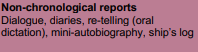 Non-chronological reports
Dialogue, diaries, re-telling (oral
dictation), mini-autobiography, ship's log